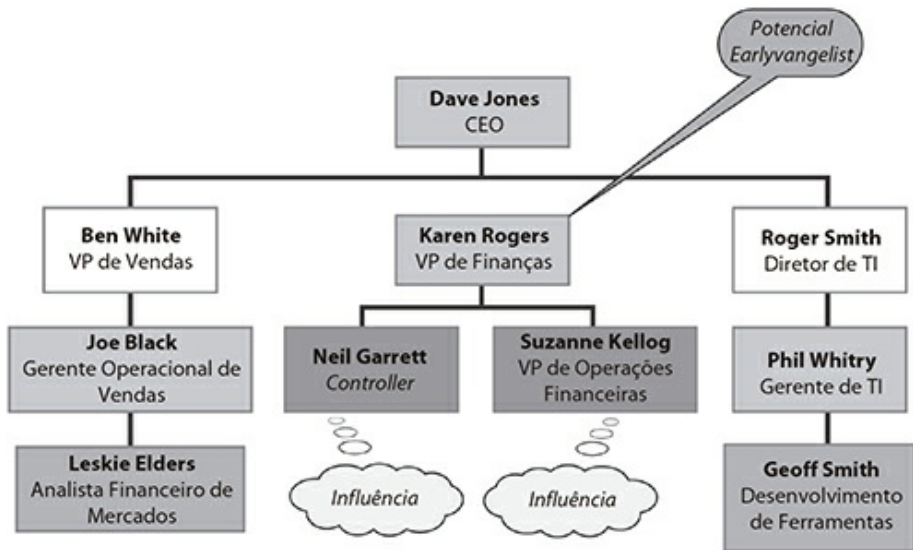 Potencial
Earlyvangelist
Dave Jones
CEO
Ben White
VP de Vendas
Karen Rogers
VP de Finanças
Roger Smith
Diretor de TI
Joe Black
Gerente Operacional de
Vendas
Neil Garrett
Controller
Suzanne Kellog
VP de Operações
Financeiras
Phil Whitry
Gerente de TI
Leskie Elders
Analista Financeiro de
Mercados
Influência
Influência
Geoff Smith
Desenvolvimento
de Ferramentas